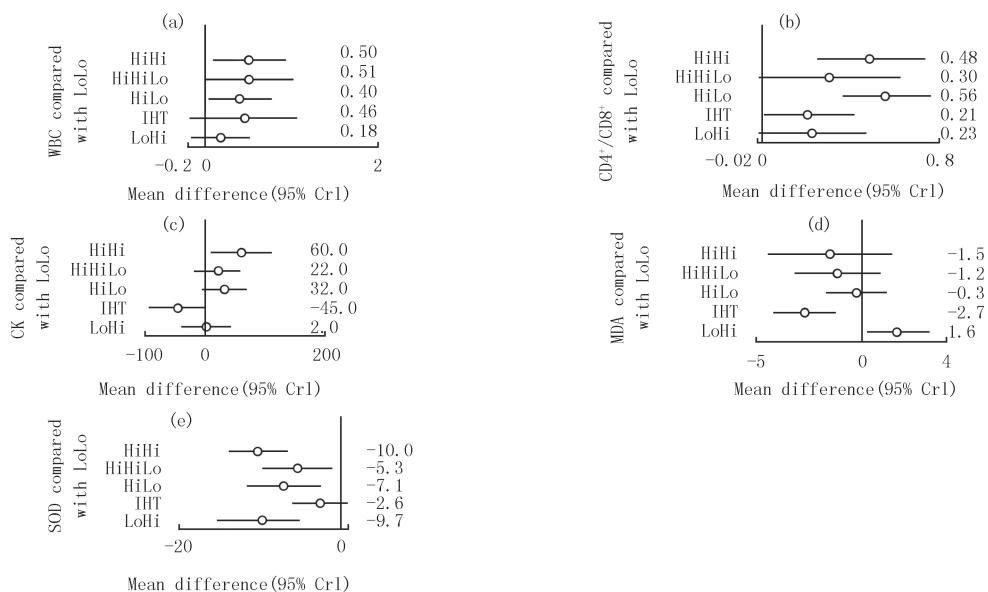 (a)
WBC compared
with LoLo
HiHi 0.50
HiHiLo 0.51
HiLo 0.40
IHT 0.46
LoHi 0.18
-0.2 0 2
Mean difference(95% Crl)
(b)
CD4⁺/CD8⁺ compared
with LoLo
HiHi 0.48
HiHiLo 0.30
HiLo 0.56
IHT 0.21
LoHi 0.23
-0.02 0 0.8
Mean difference(95% Crl)
(c)
CK compared
with LoLo
HiHi 60.0
HiHiLo 22.0
HiLo 32.0
IHT -45.0
LoHi 2.0
-100 0 200
Mean difference(95% Crl)
(d)
MDA compared
with LoLo
HiHi -1.5
HiHiLo -1.2
HiLo -0.3
IHT -2.7
LoHi 1.6
-5 0 4
Mean difference(95% Crl)
(e)
SOD compared
with LoLo
HiHi -10.0
HiHiLo -5.3
HiLo -7.1
IHT -2.6
LoHi -9.7
-20 0
Mean difference(95% Crl)